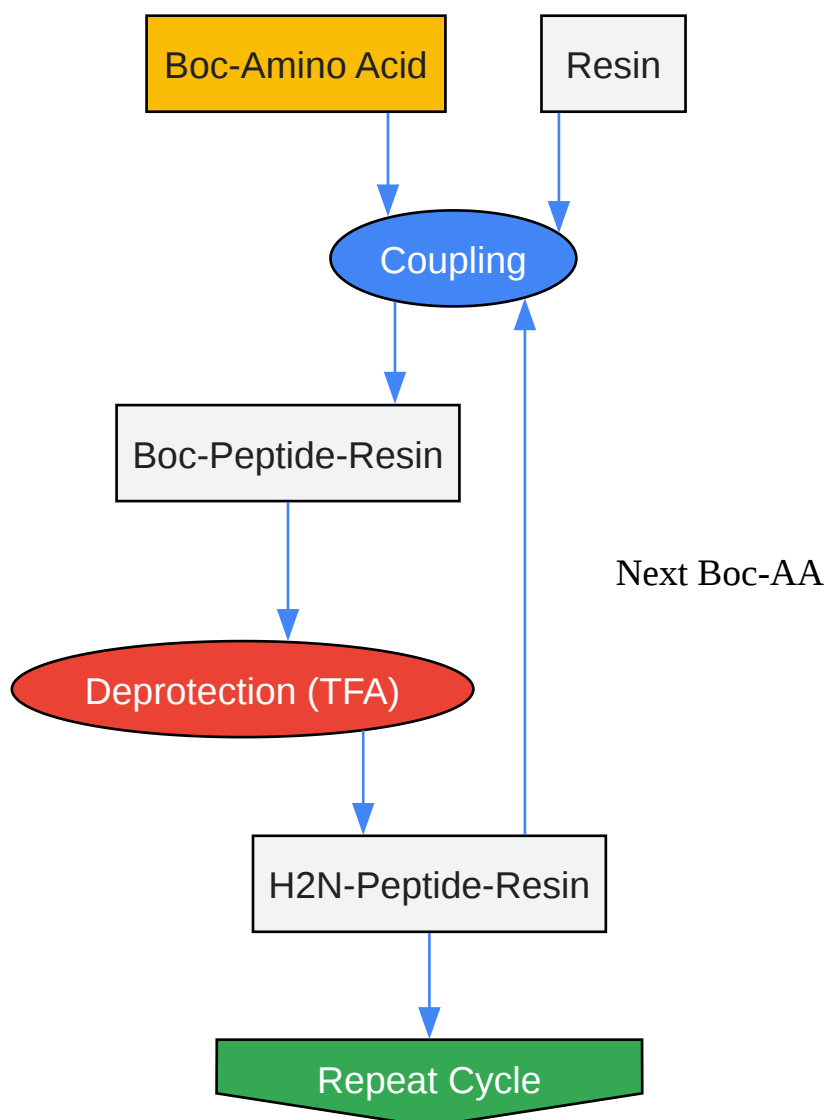 Boc-Amino Acid
Resin
Coupling
Boc-Peptide-Resin
Next Boc-AA
Deprotection (TFA)
H2N-Peptide-Resin
Repeat Cycle